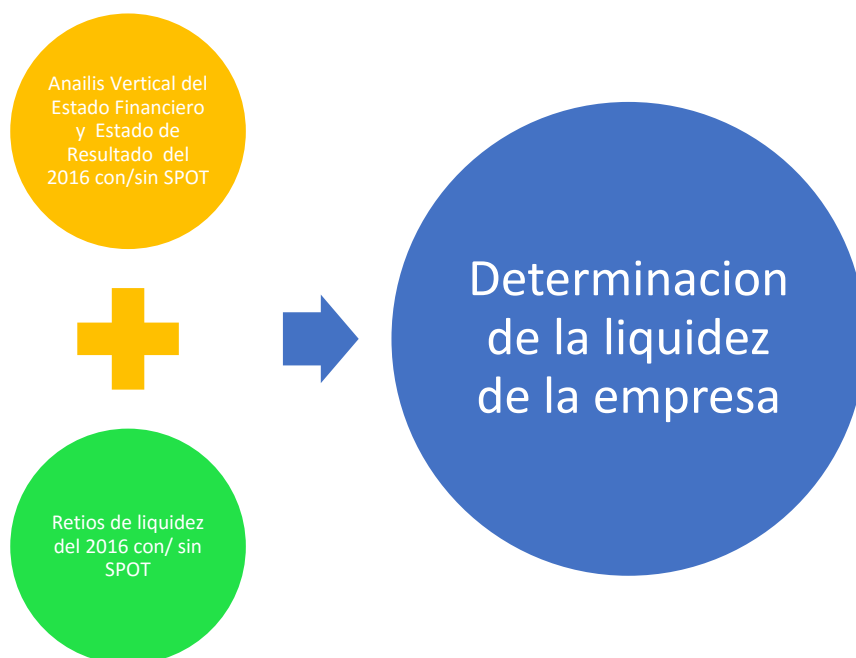 Anailis Vertical del
Estado Financiero
y Estado de
Resultado del
2016 con/sin SPOT
Retios de liquidez
del 2016 con/ sin
SPOT
Determinacion
de la liquidez
de la empresa